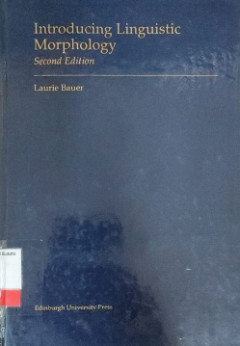 Introducing Linguistic
Morphology
Second Edition
Laurie Bauer
Edinburgh University Press